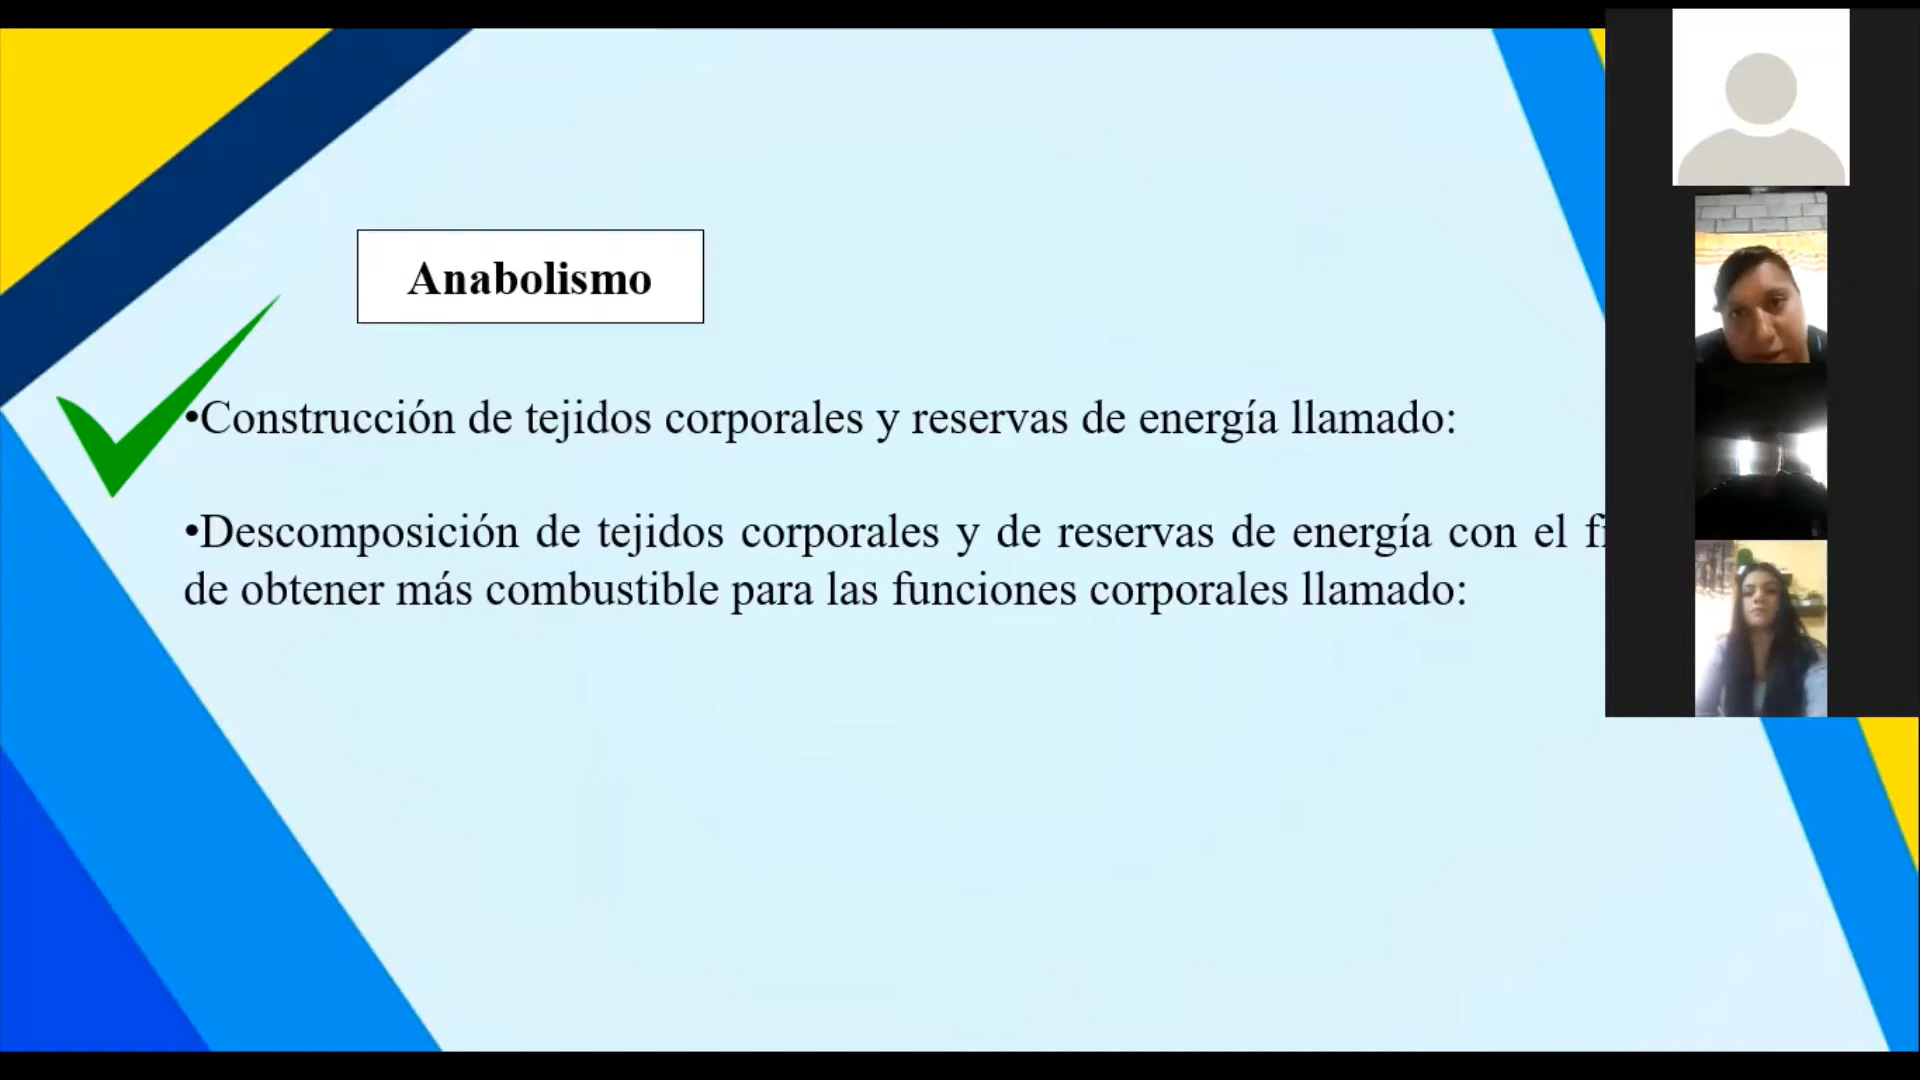 Anabolismo
•Construcción de tejidos corporales y reservas de energía llamado:
•Descomposición de tejidos corporales y de reservas de energía con el
de obtener más combustible para las funciones corporales llamado: